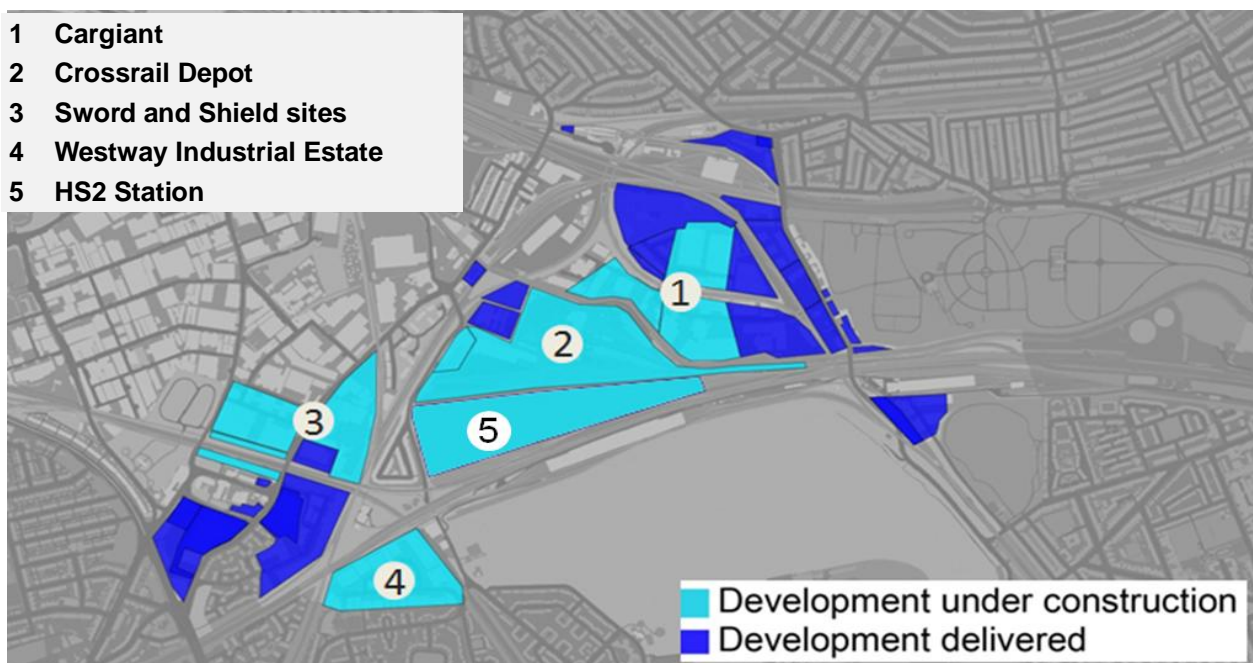 1 Cargiant
2 Crossrail Depot
3 Sword and Shield sites
4 Westway Industrial Estate
5 HS2 Station
1
2
3
5
4
Development under construction
Development delivered